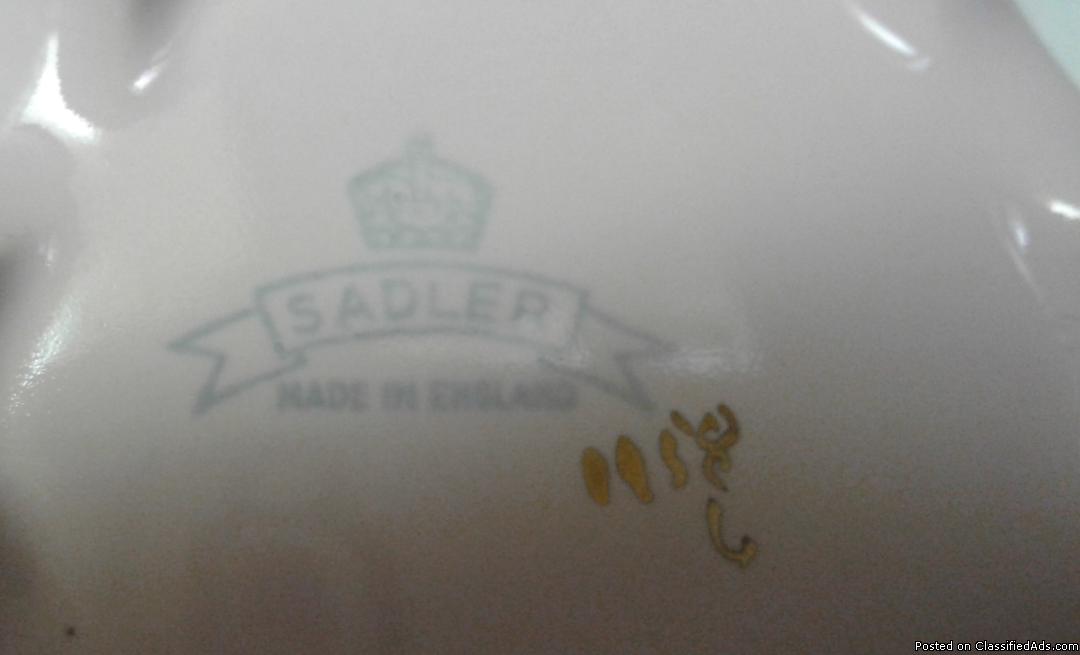 SADLER
MADE IN ENGLAND
Posted on ClassifiedAds.com